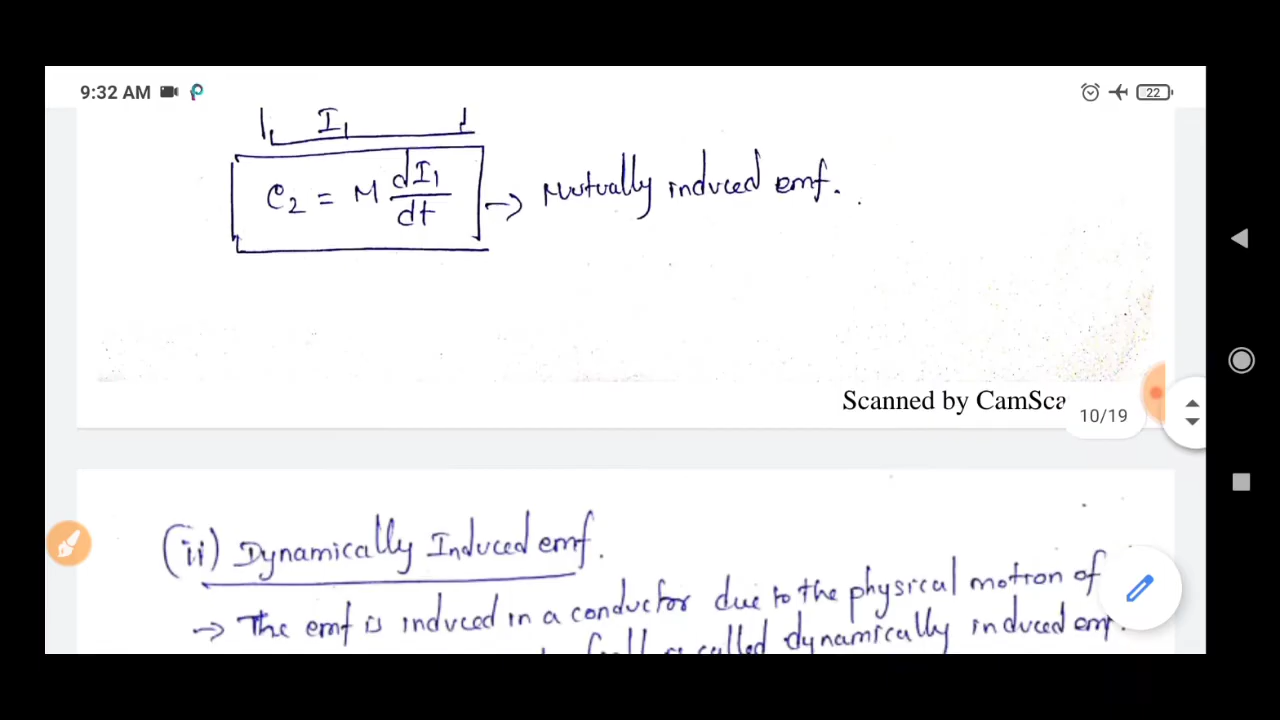 9:32 AM
22
I₁
e₂ = M dI₁/dt → Mutually induced emf.
Scanned by CamSca
10/19
(ii) Dynamically Induced emf.
→ The emf is induced in a conductor due to the physical motion of
called dynamically induced emf.